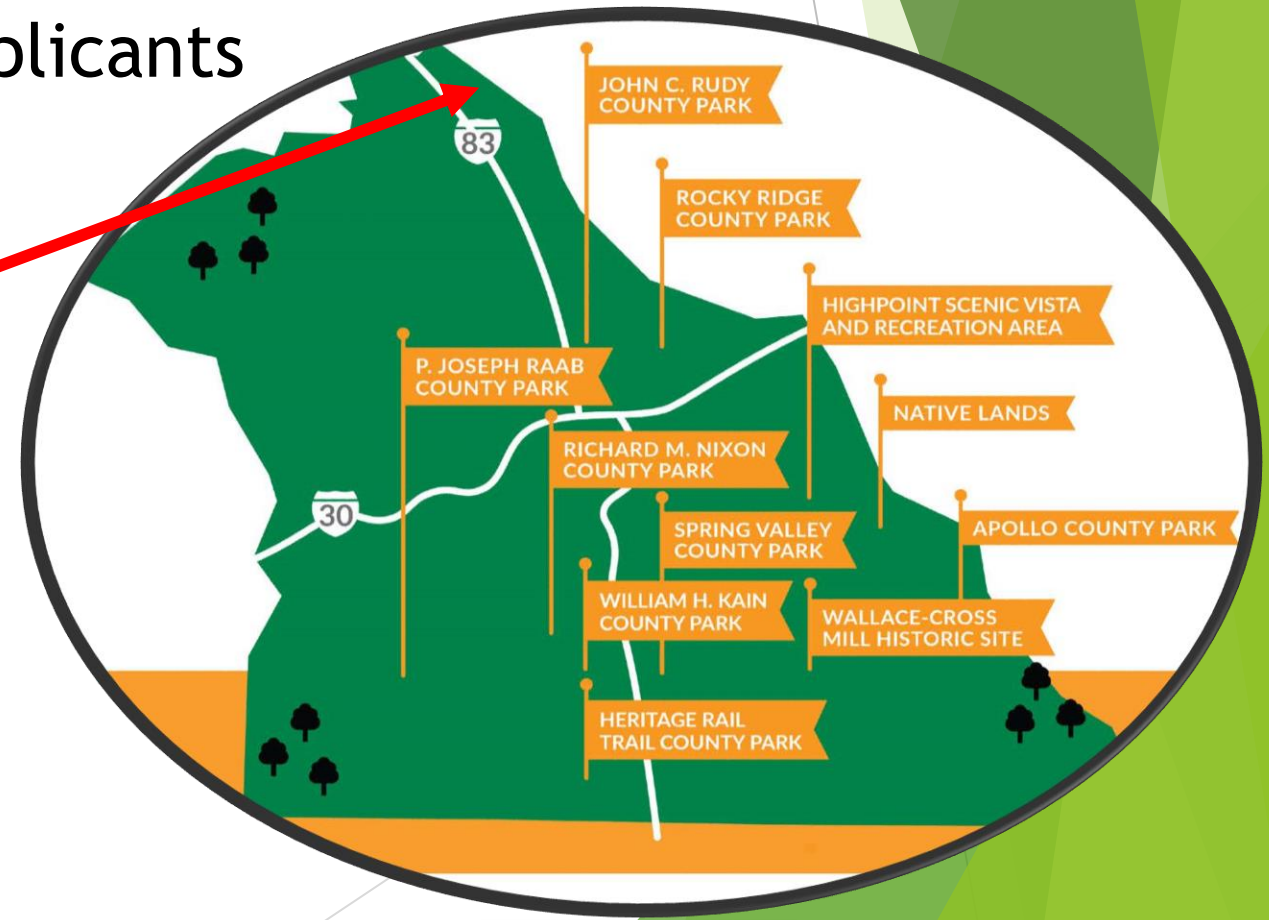 plicants
JOHN C. RUDY
COUNTY PARK
83
ROCKY RIDGE
COUNTY PARK
HIGHPOINT SCENIC VISTA
AND RECREATION AREA
P. JOSEPH RAAB
COUNTY PARK
NATIVE LANDS
RICHARD M. NIXON
COUNTY PARK
30
SPRING VALLEY
COUNTY PARK
APOLLO COUNTY PARK
WILLIAM H. KAIN
COUNTY PARK
WALLACE-CROSS
MILL HISTORIC SITE
HERITAGE RAIL
TRAIL COUNTY PARK